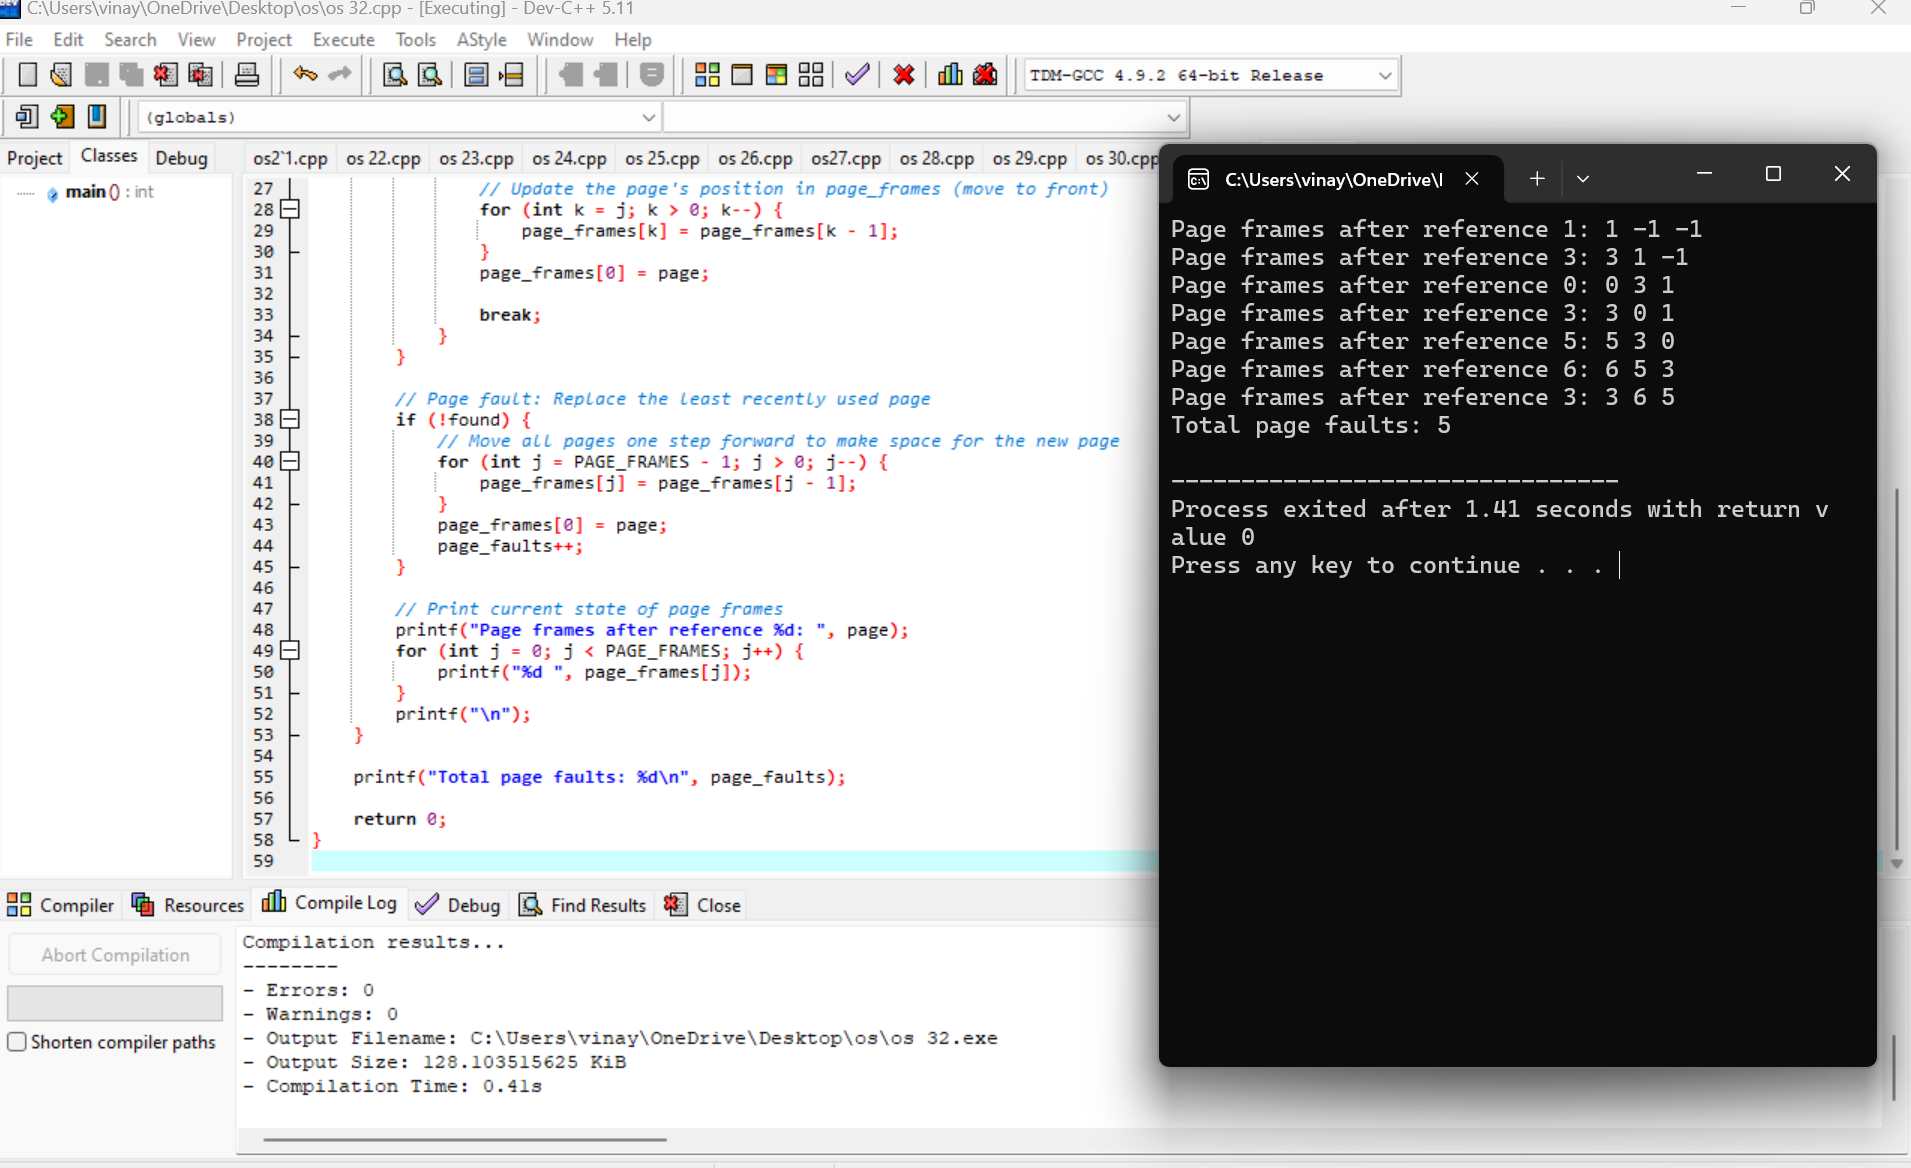 C:\Users\vinay\OneDrive\Desktop\os\os 32.cpp - [Executing] - Dev-C++ 5.11
File Edit Search View Project Execute Tools AStyle Window Help
TDM-GCC 4.9.2 64-bit Release
(globals)
Project Classes Debug
os2`1.cpp os 22.cpp os 23.cpp os 24.cpp os 25.cpp os 26.cpp os27.cpp os 28.cpp os 29.cpp os 30.cpp
main () : int
27 // Update the page's position in page_frames (move to front)
28 for (int k = j; k > 0; k--) {
29 page_frames[k] = page_frames[k - 1];
30 }
31 page_frames[0] = page;
32
33 break;
34 }
35 }
36
37 // Page fault: Replace the least recently used page
38 if (!found) {
39 // Move all pages one step forward to make space for the new page
40 for (int j = PAGE_FRAMES - 1; j > 0; j--) {
41 page_frames[j] = page_frames[j - 1];
42 }
43 page_frames[0] = page;
44 page_faults++;
45 }
46
47 // Print current state of page frames
48 printf("Page frames after reference %d: ", page);
49 for (int j = 0; j < PAGE_FRAMES; j++) {
50 printf("%d ", page_frames[j]);
51 }
52 printf("\n");
53 }
54
55 printf("Total page faults: %d\n", page_faults);
56
57 return 0;
58 }
59
C:\Users\vinay\OneDrive\I
Page frames after reference 1: 1 -1 -1
Page frames after reference 3: 3 1 -1
Page frames after reference 0: 0 3 1
Page frames after reference 3: 3 0 1
Page frames after reference 5: 5 3 0
Page frames after reference 6: 6 5 3
Page frames after reference 3: 3 6 5
Total page faults: 5
--------------------------------
Process exited after 1.41 seconds with return v
alue 0
Press any key to continue . . .
Compiler Resources Compile Log Debug Find Results Close
Abort Compilation
Shorten compiler paths
Compilation results...
--------
- Errors: 0
- Warnings: 0
- Output Filename: C:\Users\vinay\OneDrive\Desktop\os\os 32.exe
- Output Size: 128.103515625 KiB
- Compilation Time: 0.41s